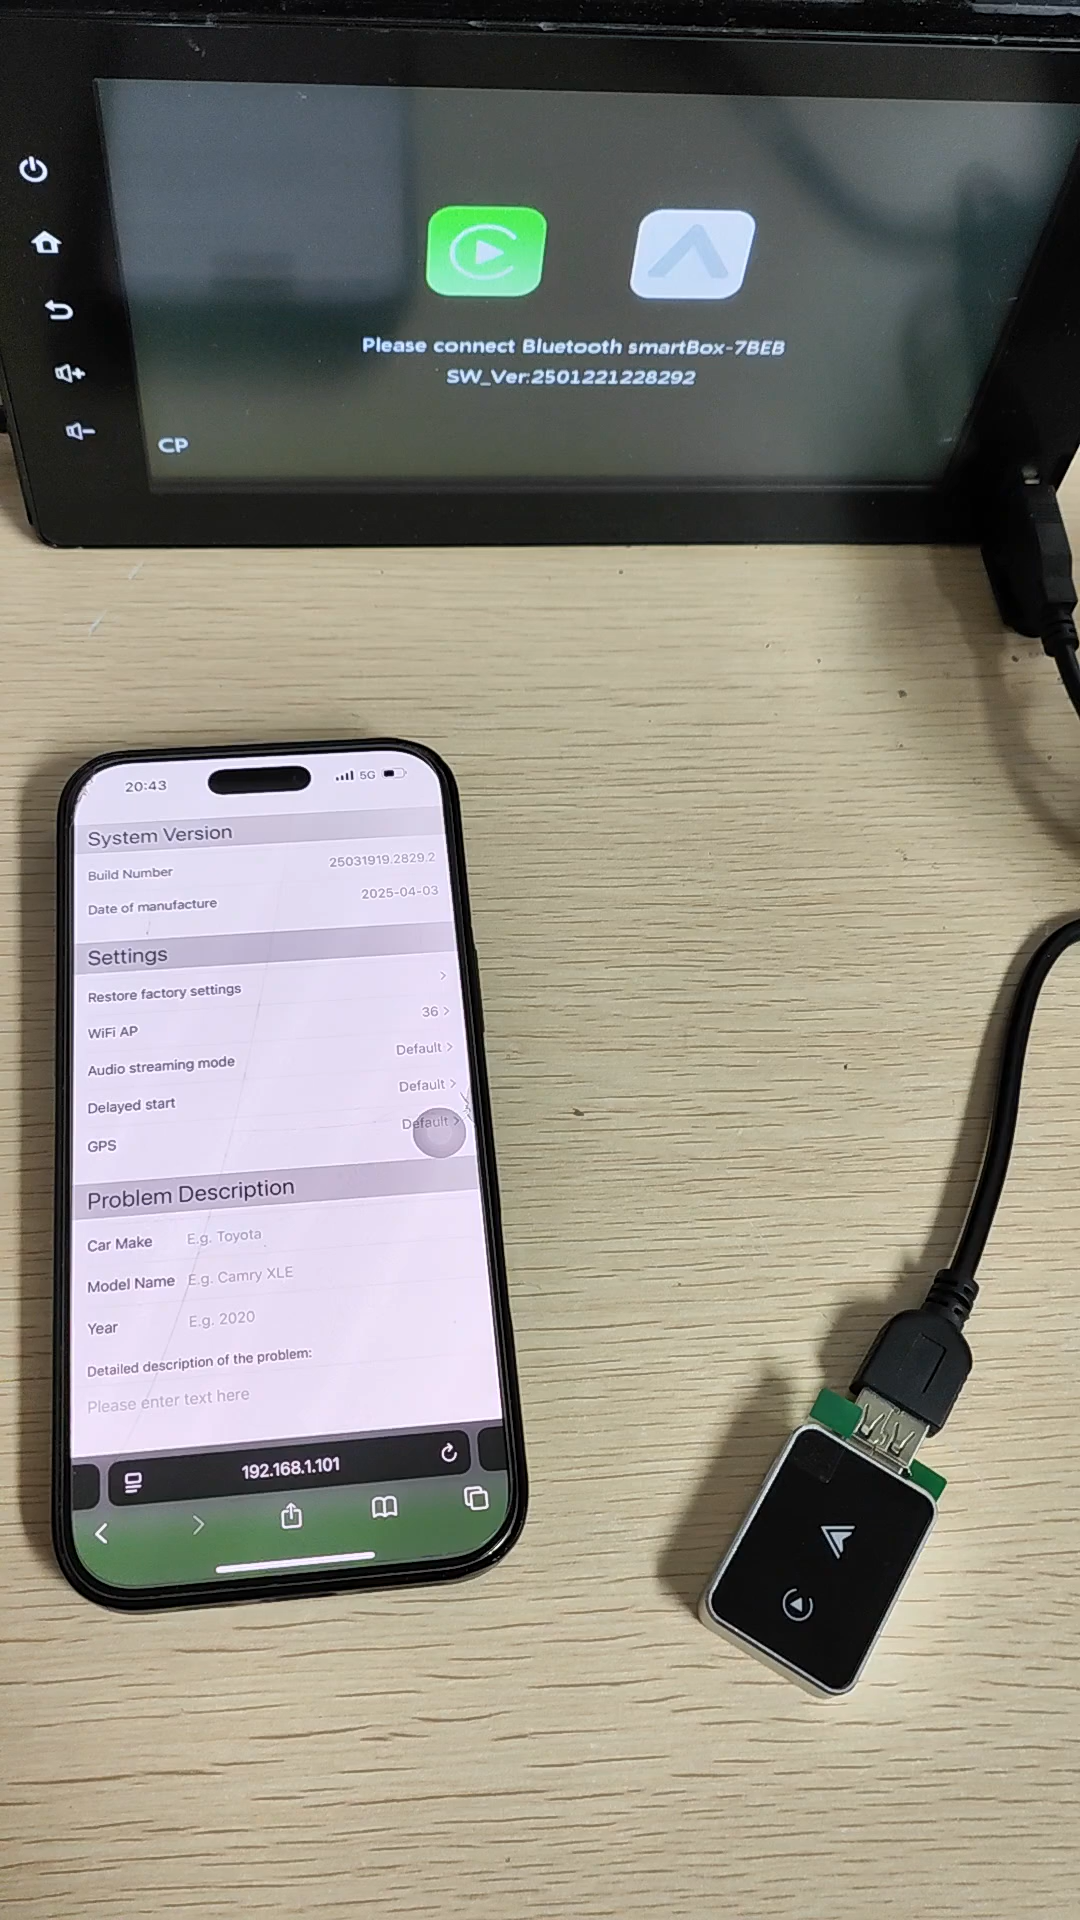 Please connect Bluetooth smartBox-7BEB
SW_Ver:2501221228292
CP
20:43
5G
System Version
Build Number 25031919.2829.2
Date of manufacture 2025-04-03
Settings
Restore factory settings >
WiFi AP 36 >
Audio streaming mode Default >
Delayed start Default >
GPS Default >
Problem Description
Car Make E.g. Toyota
Model Name E.g. Camry XLE
Year E.g. 2020
Detailed description of the problem:
Please enter text here
192.168.1.101